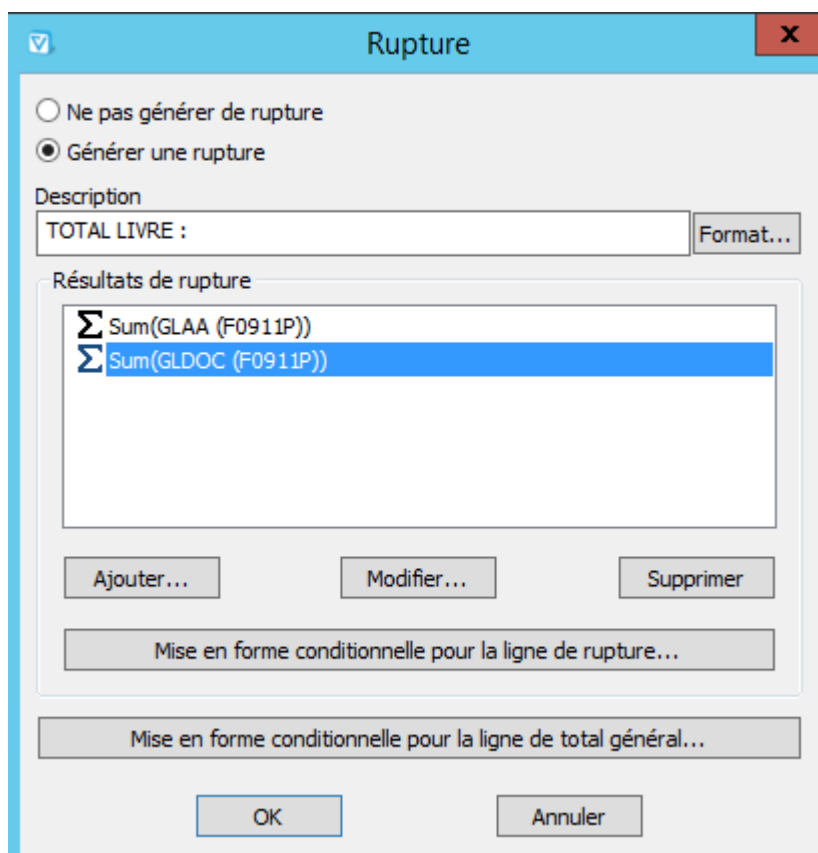 Rupture
x
Ne pas générer de rupture
Générer une rupture
Description
TOTAL LIVRE :
Format...
Résultats de rupture
Σ Sum(GLAA (F0911P))
Σ Sum(GLDOC (F0911P))
Ajouter...
Modifier...
Supprimer
Mise en forme conditionnelle pour la ligne de rupture...
Mise en forme conditionnelle pour la ligne de total général...
OK
Annuler